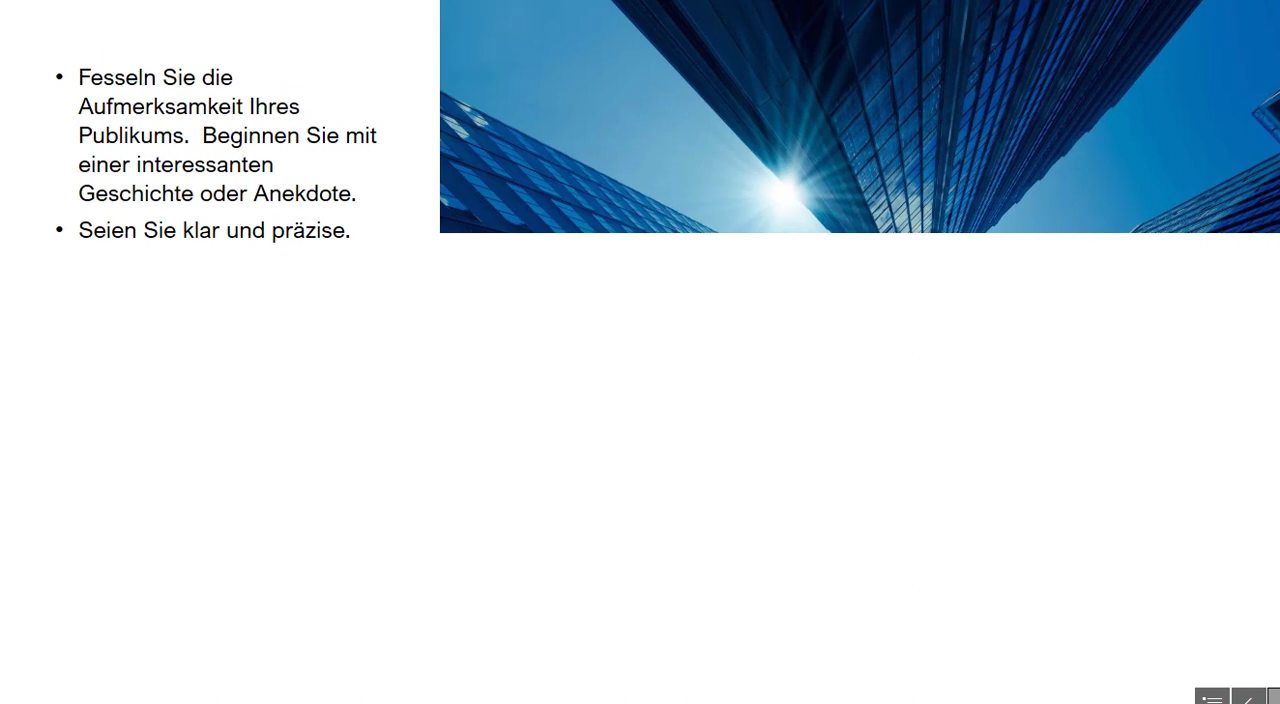 • Fesseln Sie die
Aufmerksamkeit Ihres
Publikums.  Beginnen Sie mit
einer interessanten
Geschichte oder Anekdote.
• Seien Sie klar und präzise.